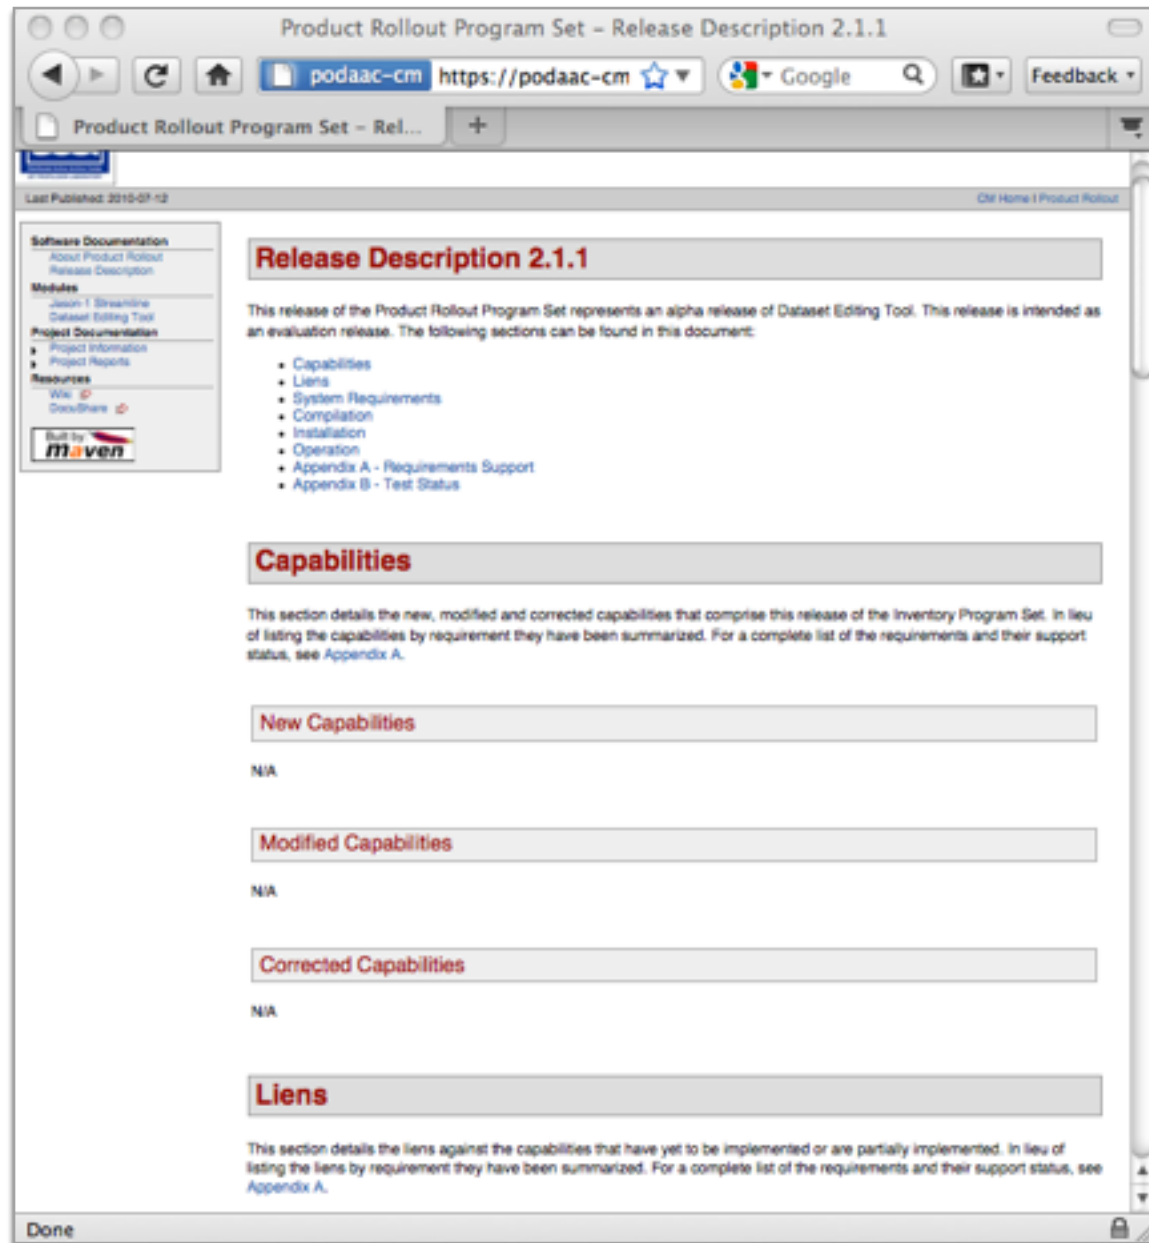 Product Rollout Program Set – Release Description 2.1.1
podaac-cm https://podaac-cm Google Feedback
Product Rollout Program Set – Rel...
Last Published: 2010-07-12
CM Home | Product Rollout
Software Documentation
About Product Rollout
Release Description
Modules
Jason-1 Streamline
Dataset Editing Tool
Project Documentation
Project Information
Project Reports
Resources
Wiki
DocuShare
Built by
maven
Release Description 2.1.1
This release of the Product Rollout Program Set represents an alpha release of Dataset Editing Tool. This release is intended as
an evaluation release. The following sections can be found in this document:
Capabilities
Liens
System Requirements
Compilation
Installation
Operation
Appendix A - Requirements Support
Appendix B - Test Status
Capabilities
This section details the new, modified and corrected capabilities that comprise this release of the Inventory Program Set. In lieu
of listing the capabilities by requirement they have been summarized. For a complete list of the requirements and their support
status, see Appendix A.
New Capabilities
N/A
Modified Capabilities
N/A
Corrected Capabilities
N/A
Liens
This section details the liens against the capabilities that have yet to be implemented or are partially implemented. In lieu of
listing the liens by requirement they have been summarized. For a complete list of the requirements and their support status, see
Appendix A.
Done